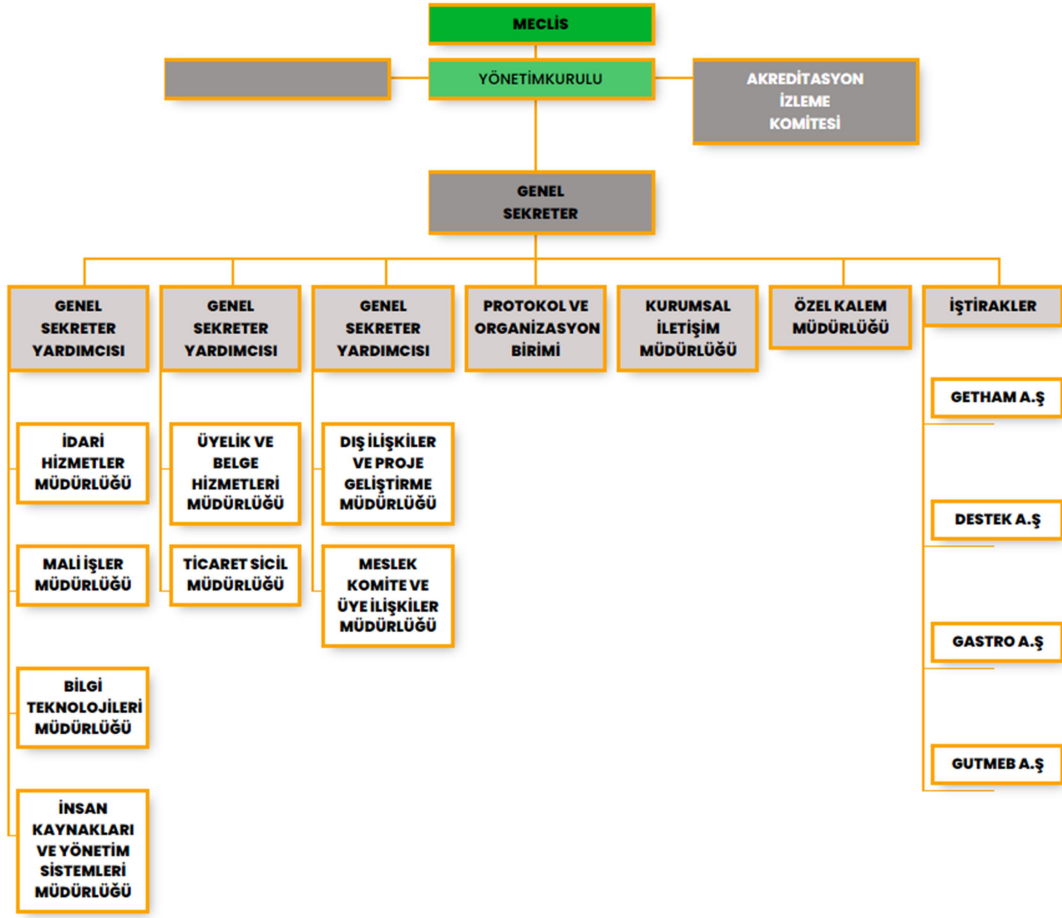 MECLİS
YÖNETİMKURULU
AKREDİTASYON
İZLEME
KOMİTESİ
GENEL
SEKRETER
GENEL
SEKRETER
YARDIMCISI
GENEL
SEKRETER
YARDIMCISI
GENEL
SEKRETER
YARDIMCISI
PROTOKOL VE
ORGANİZASYON
BİRİMİ
KURUMSAL
İLETİŞİM
MÜDÜRLÜĞÜ
ÖZEL KALEM
MÜDÜRLÜĞÜ
İŞTİRAKLER
İDARİ
HİZMETLER
MÜDÜRLÜĞÜ
MALİ İŞLER
MÜDÜRLÜĞÜ
BİLGİ
TEKNOLOJİLERİ
MÜDÜRLÜĞÜ
İNSAN
KAYNAKLARI
VE YÖNETİM
SİSTEMLERİ
MÜDÜRLÜĞÜ
ÜYELİK VE
BELGE
HİZMETLERİ
MÜDÜRLÜĞÜ
TİCARET SİCİL
MÜDÜRLÜĞÜ
DIŞ İLİŞKİLER
VE PROJE
GELİŞTİRME
MÜDÜRLÜĞÜ
MESLEK
KOMİTE VE
ÜYE İLİŞKİLER
MÜDÜRLÜĞÜ
GETHAM A.Ş
DESTEK A.Ş
GASTRO A.Ş
GUTMEB A.Ş